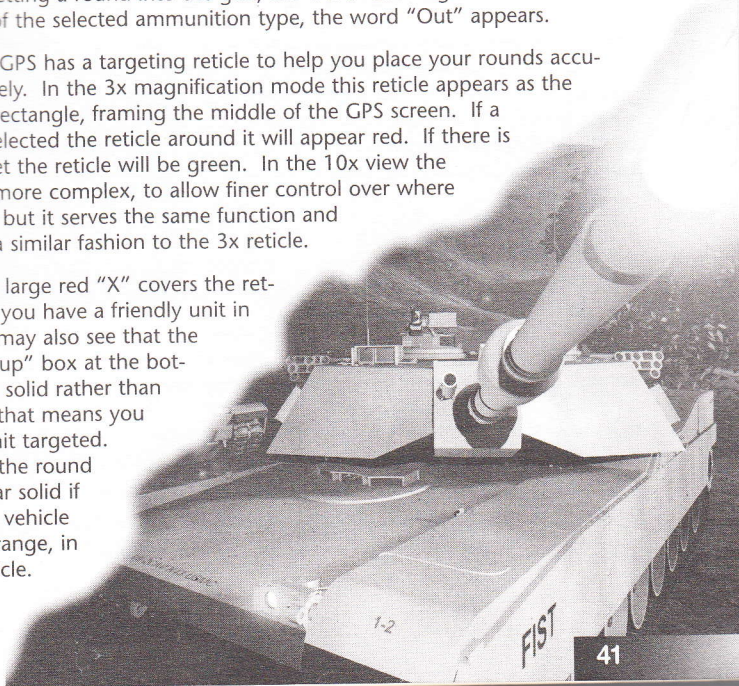 of the selected ammunition type, the word “Out” appears.
GPS has a targeting reticle to help you place your rounds accu-
ely. In the 3x magnification mode this reticle appears as the
ectangle, framing the middle of the GPS screen. If a
elected the reticle around it will appear red. If there is
et the reticle will be green. In the 10x view the
more complex, to allow finer control over where
but it serves the same function and
a similar fashion to the 3x reticle.
large red “X” covers the ret-
you have a friendly unit in
may also see that the
up” box at the bot-
solid rather than
that means you
nit targeted.
the round
ar solid if
vehicle
range, in
cle.
1-2
FIST
41